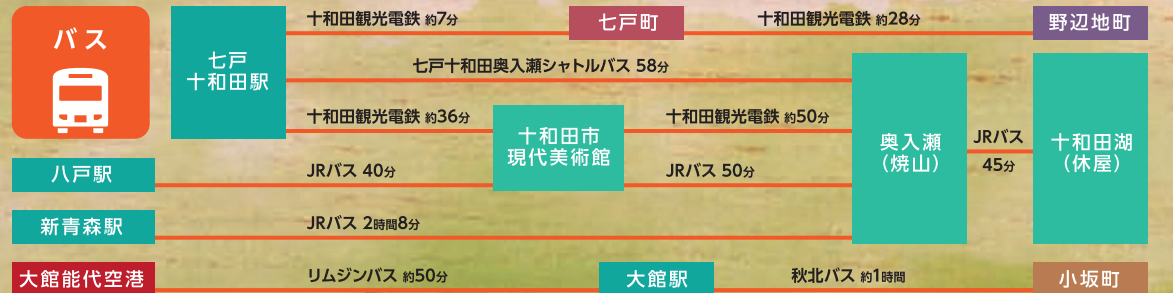 バス
七戸
十和田駅
十和田観光電鉄 約7分
七戸町
十和田観光電鉄 約28分
野辺地町
七戸十和田奥入瀬シャトルバス 58分
十和田観光電鉄 約36分
十和田市
現代美術館
十和田観光電鉄 約50分
奥入瀬
(焼山)
JRバス
45分
十和田湖
(休屋)
八戸駅
JRバス 40分
JRバス 50分
新青森駅
JRバス 2時間8分
大館能代空港
リムジンバス 約50分
大館駅
秋北バス 約1時間
小坂町